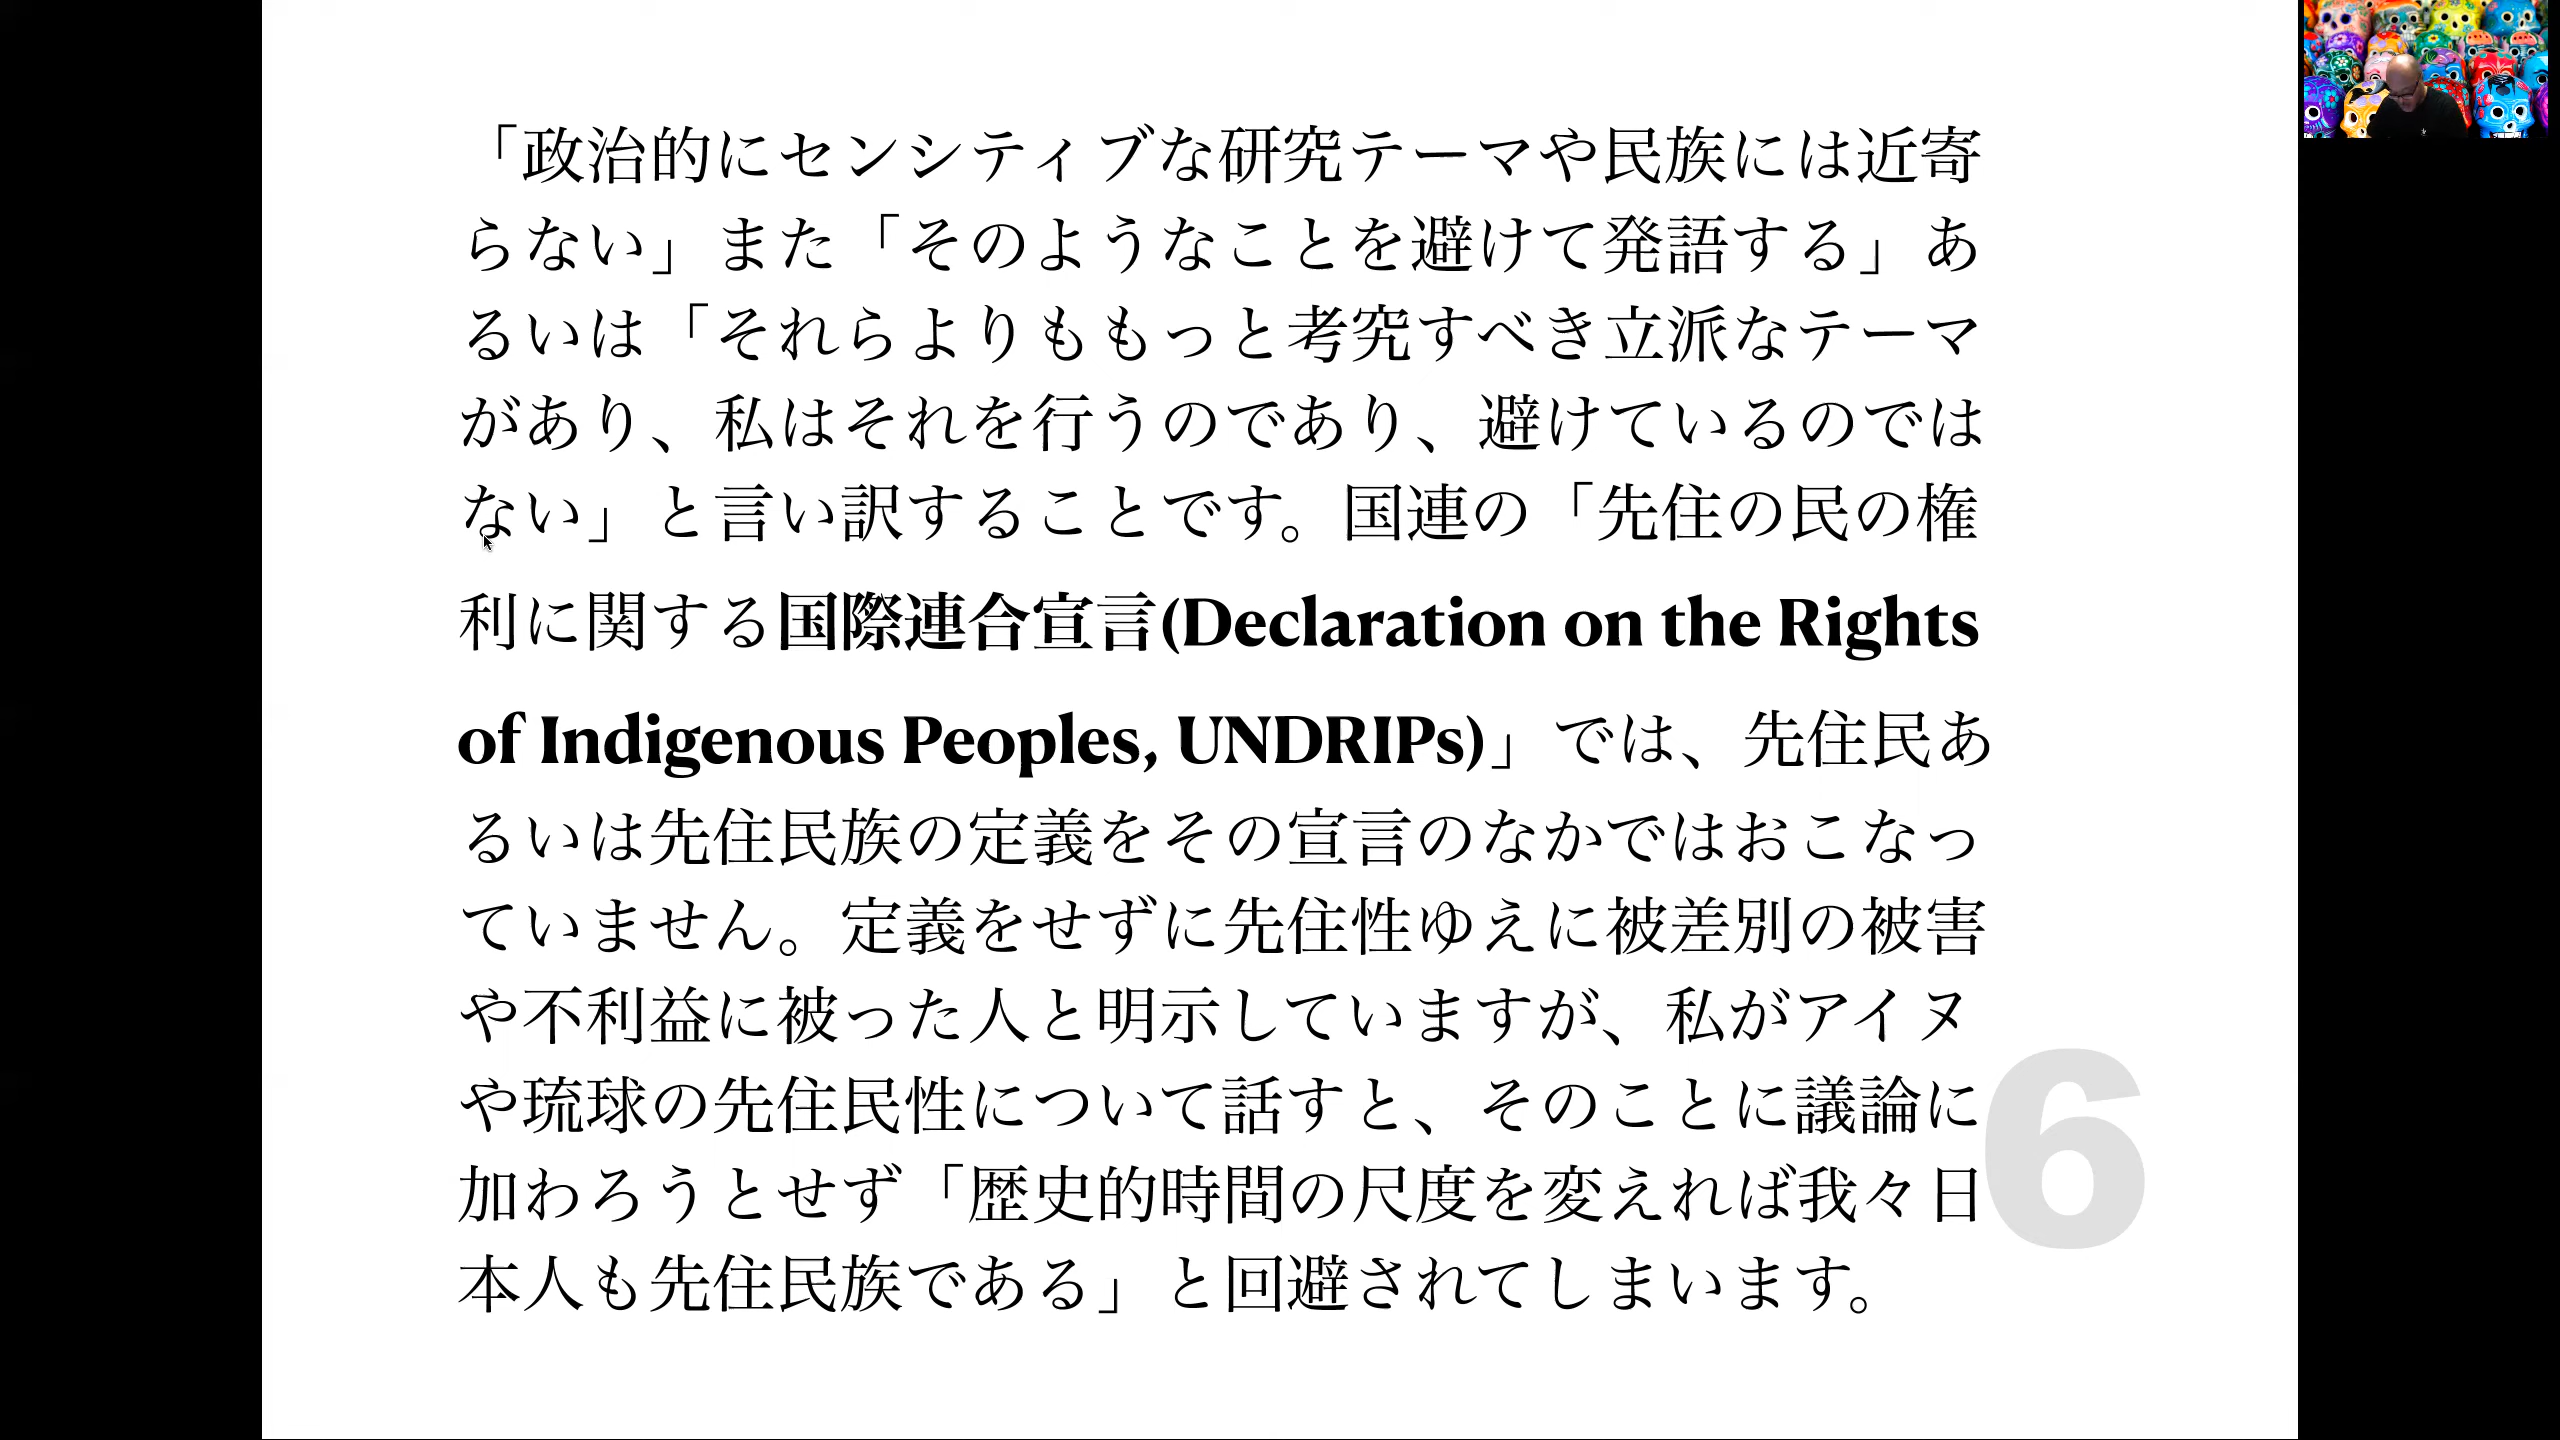 「政治的にセンシティブな研究テーマや民族には近寄
らない」また「そのようなことを避けて発語する」あ
るいは「それらよりももっと考究すべき立派なテーマ
があり、私はそれを行うのであり、避けているのでは
ない」と言い訳することです。国連の「先住の民の権
利に関する国際連合宣言(Declaration on the Rights
of Indigenous Peoples, UNDRIPs)」では、先住民あ
るいは先住民族の定義をその宣言のなかではおこなっ
ていません。定義をせずに先住性ゆえに被差別の被害
や不利益に被った人と明示していますが、私がアイヌ
や琉球の先住民性について話すと、そのことに議論に
加わろうとせず「歴史的時間の尺度を変えれば我々日
本人も先住民族である」と回避されてしまいます。
6